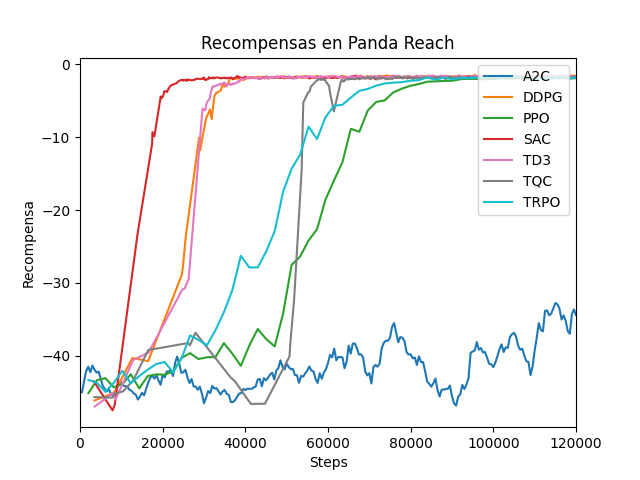 Recompensas en Panda Reach
Recompensa
0
−10
−20
−30
−40
A2C
DDPG
PPO
SAC
TD3
TQC
TRPO
0 20000 40000 60000 80000 100000 120000
Steps